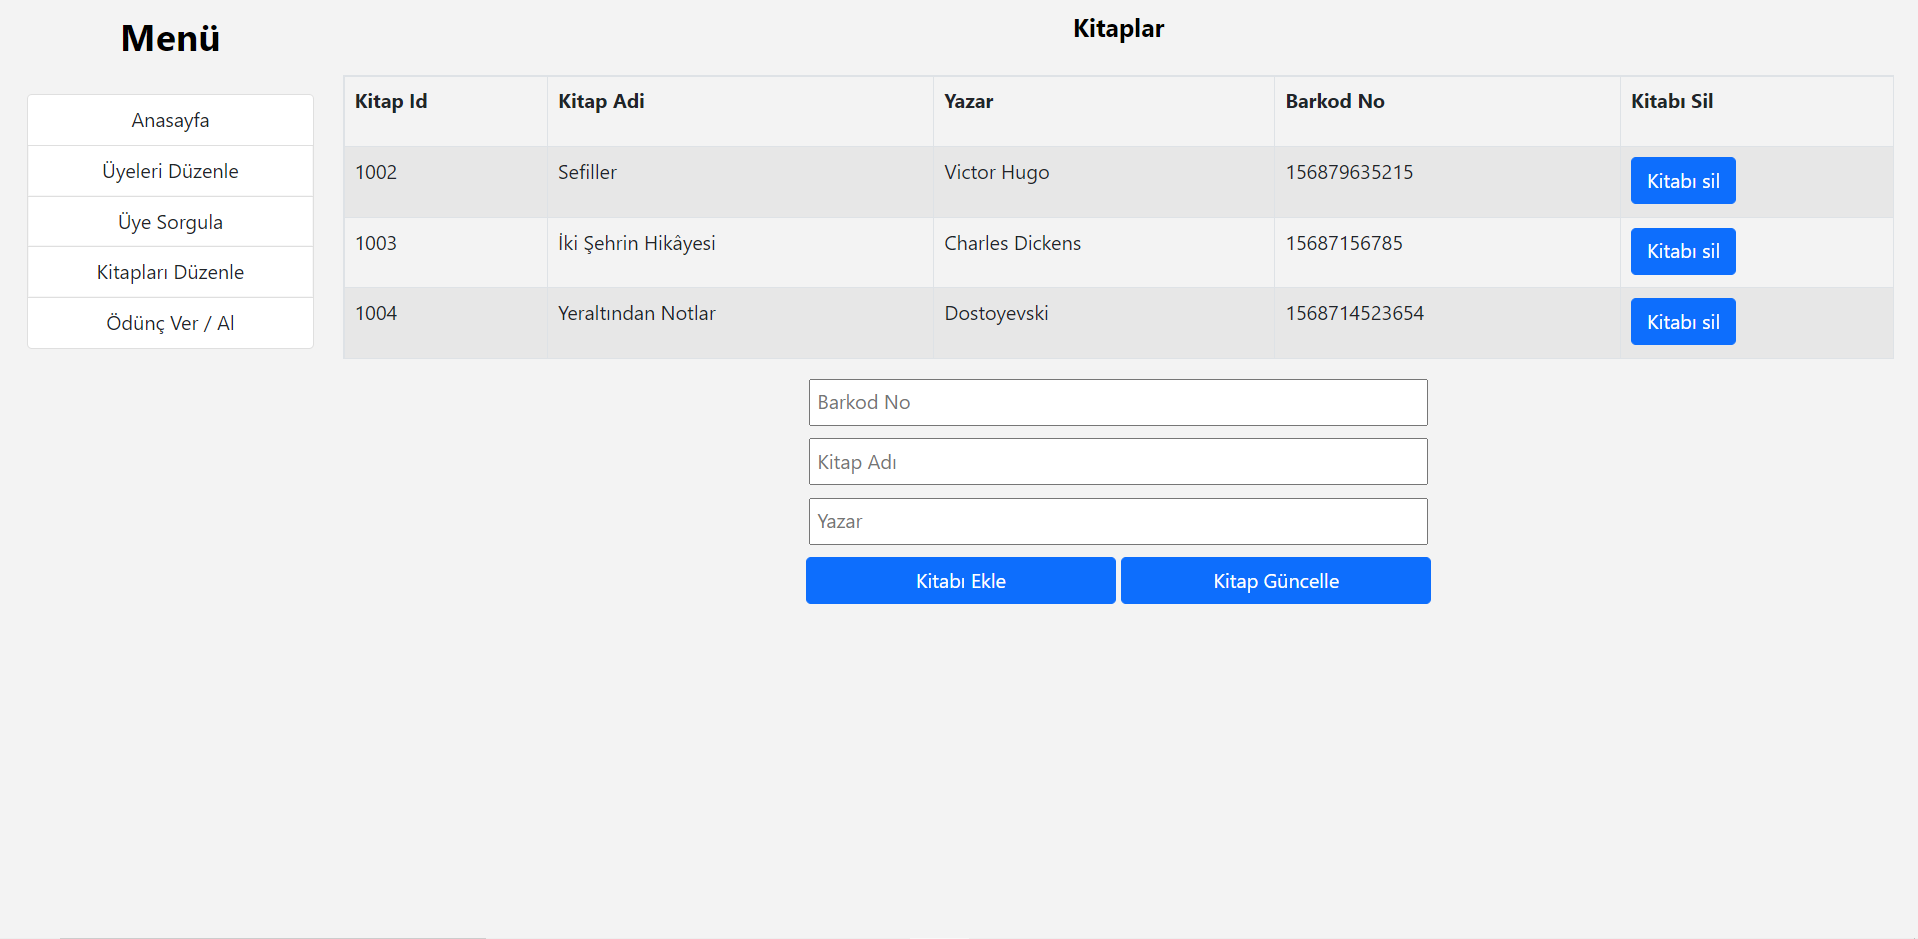 Menü
Anasayfa
Üyeleri Düzenle
Üye Sorgula
Kitapları Düzenle
Ödünç Ver / Al
Kitaplar
Kitap Id Kitap Adi Yazar Barkod No Kitabı Sil
1002 Sefiller Victor Hugo 156879635215 Kitabı sil
1003 İki Şehrin Hikâyesi Charles Dickens 15687156785 Kitabı sil
1004 Yeraltından Notlar Dostoyevski 1568714523654 Kitabı sil
Barkod No
Kitap Adı
Yazar
Kitabı Ekle Kitap Güncelle